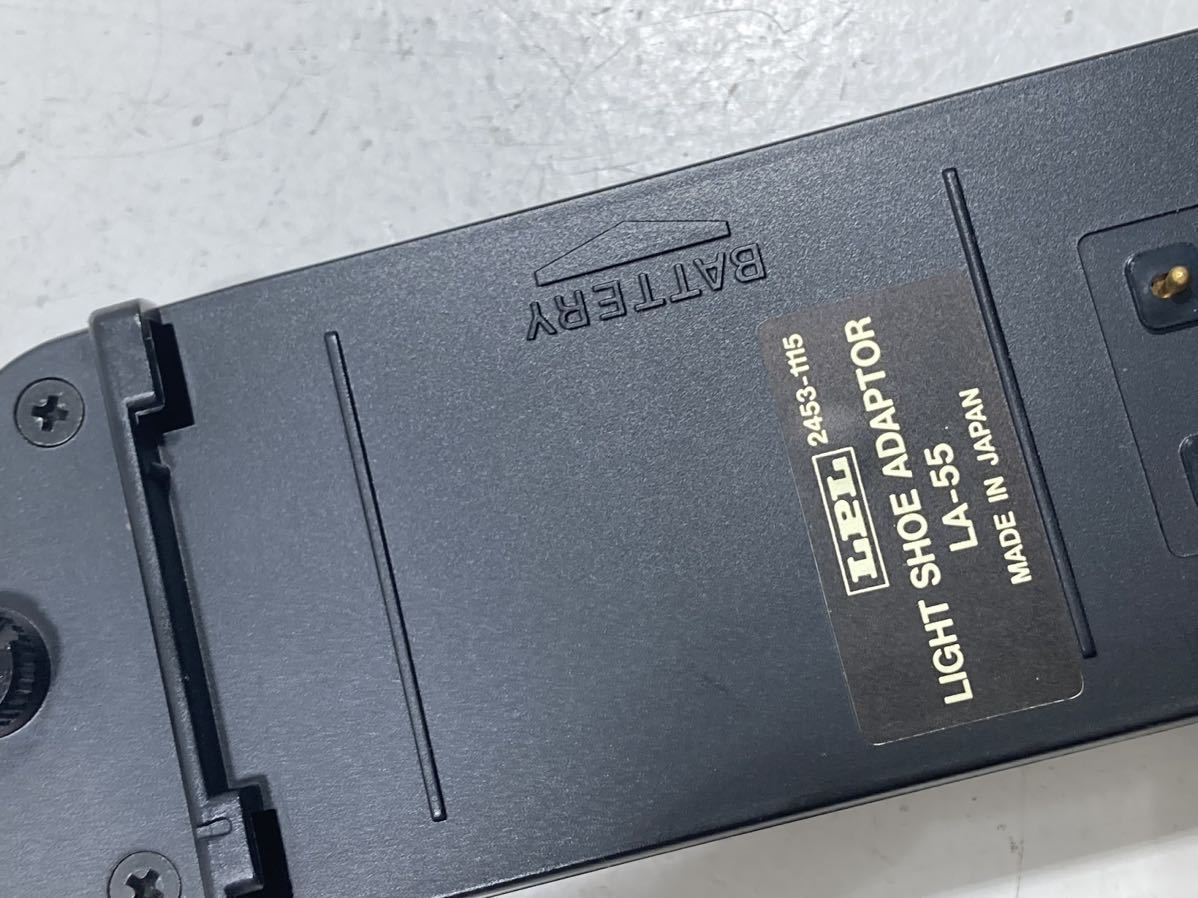 BATTERY
LPL 2453-1115
LIGHT SHOE ADAPTOR
LA-55
MADE IN JAPAN